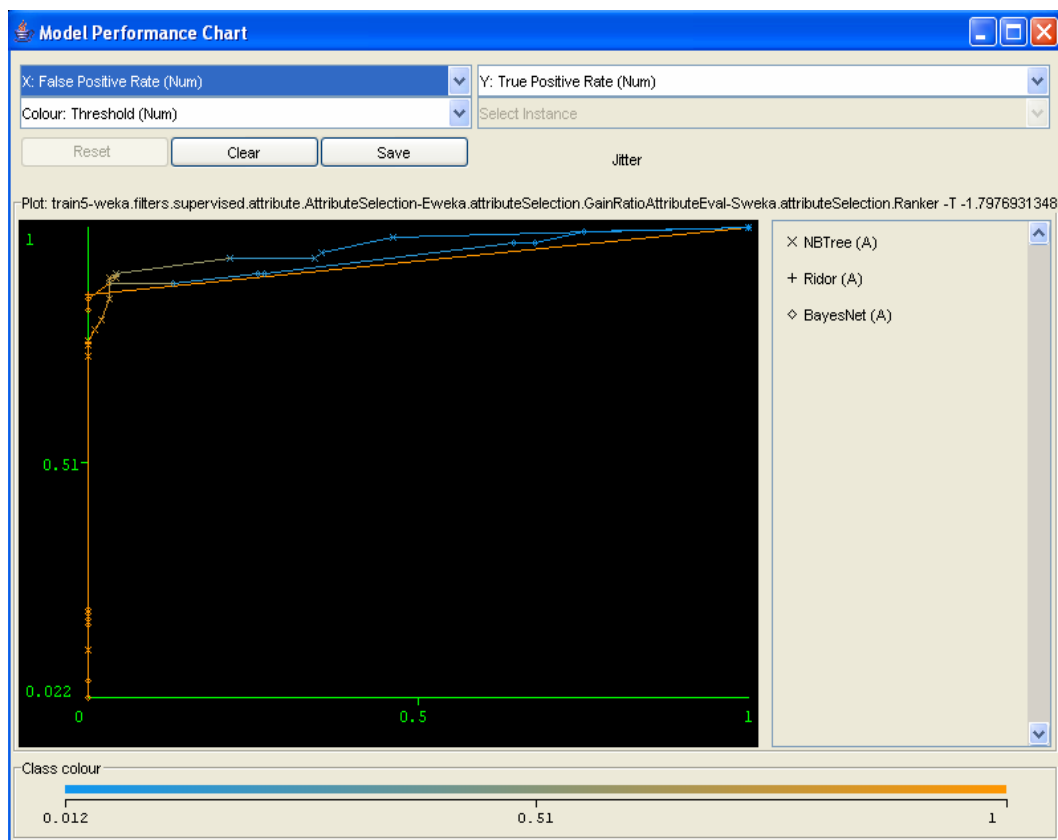 Model Performance Chart
X: False Positive Rate (Num)
Y: True Positive Rate (Num)
Colour: Threshold (Num)
Select Instance
Reset
Clear
Save
Jitter
Plot: train5-weka.filters.supervised.attribute.AttributeSelection-Eweka.attributeSelection.GainRatioAttributeEval-Sweka.attributeSelection.Ranker -T -1.7976931348
1
0.51
0.022
0
0.5
1
NBTree (A)
Ridor (A)
BayesNet (A)
Class colour
0.012
0.51
1